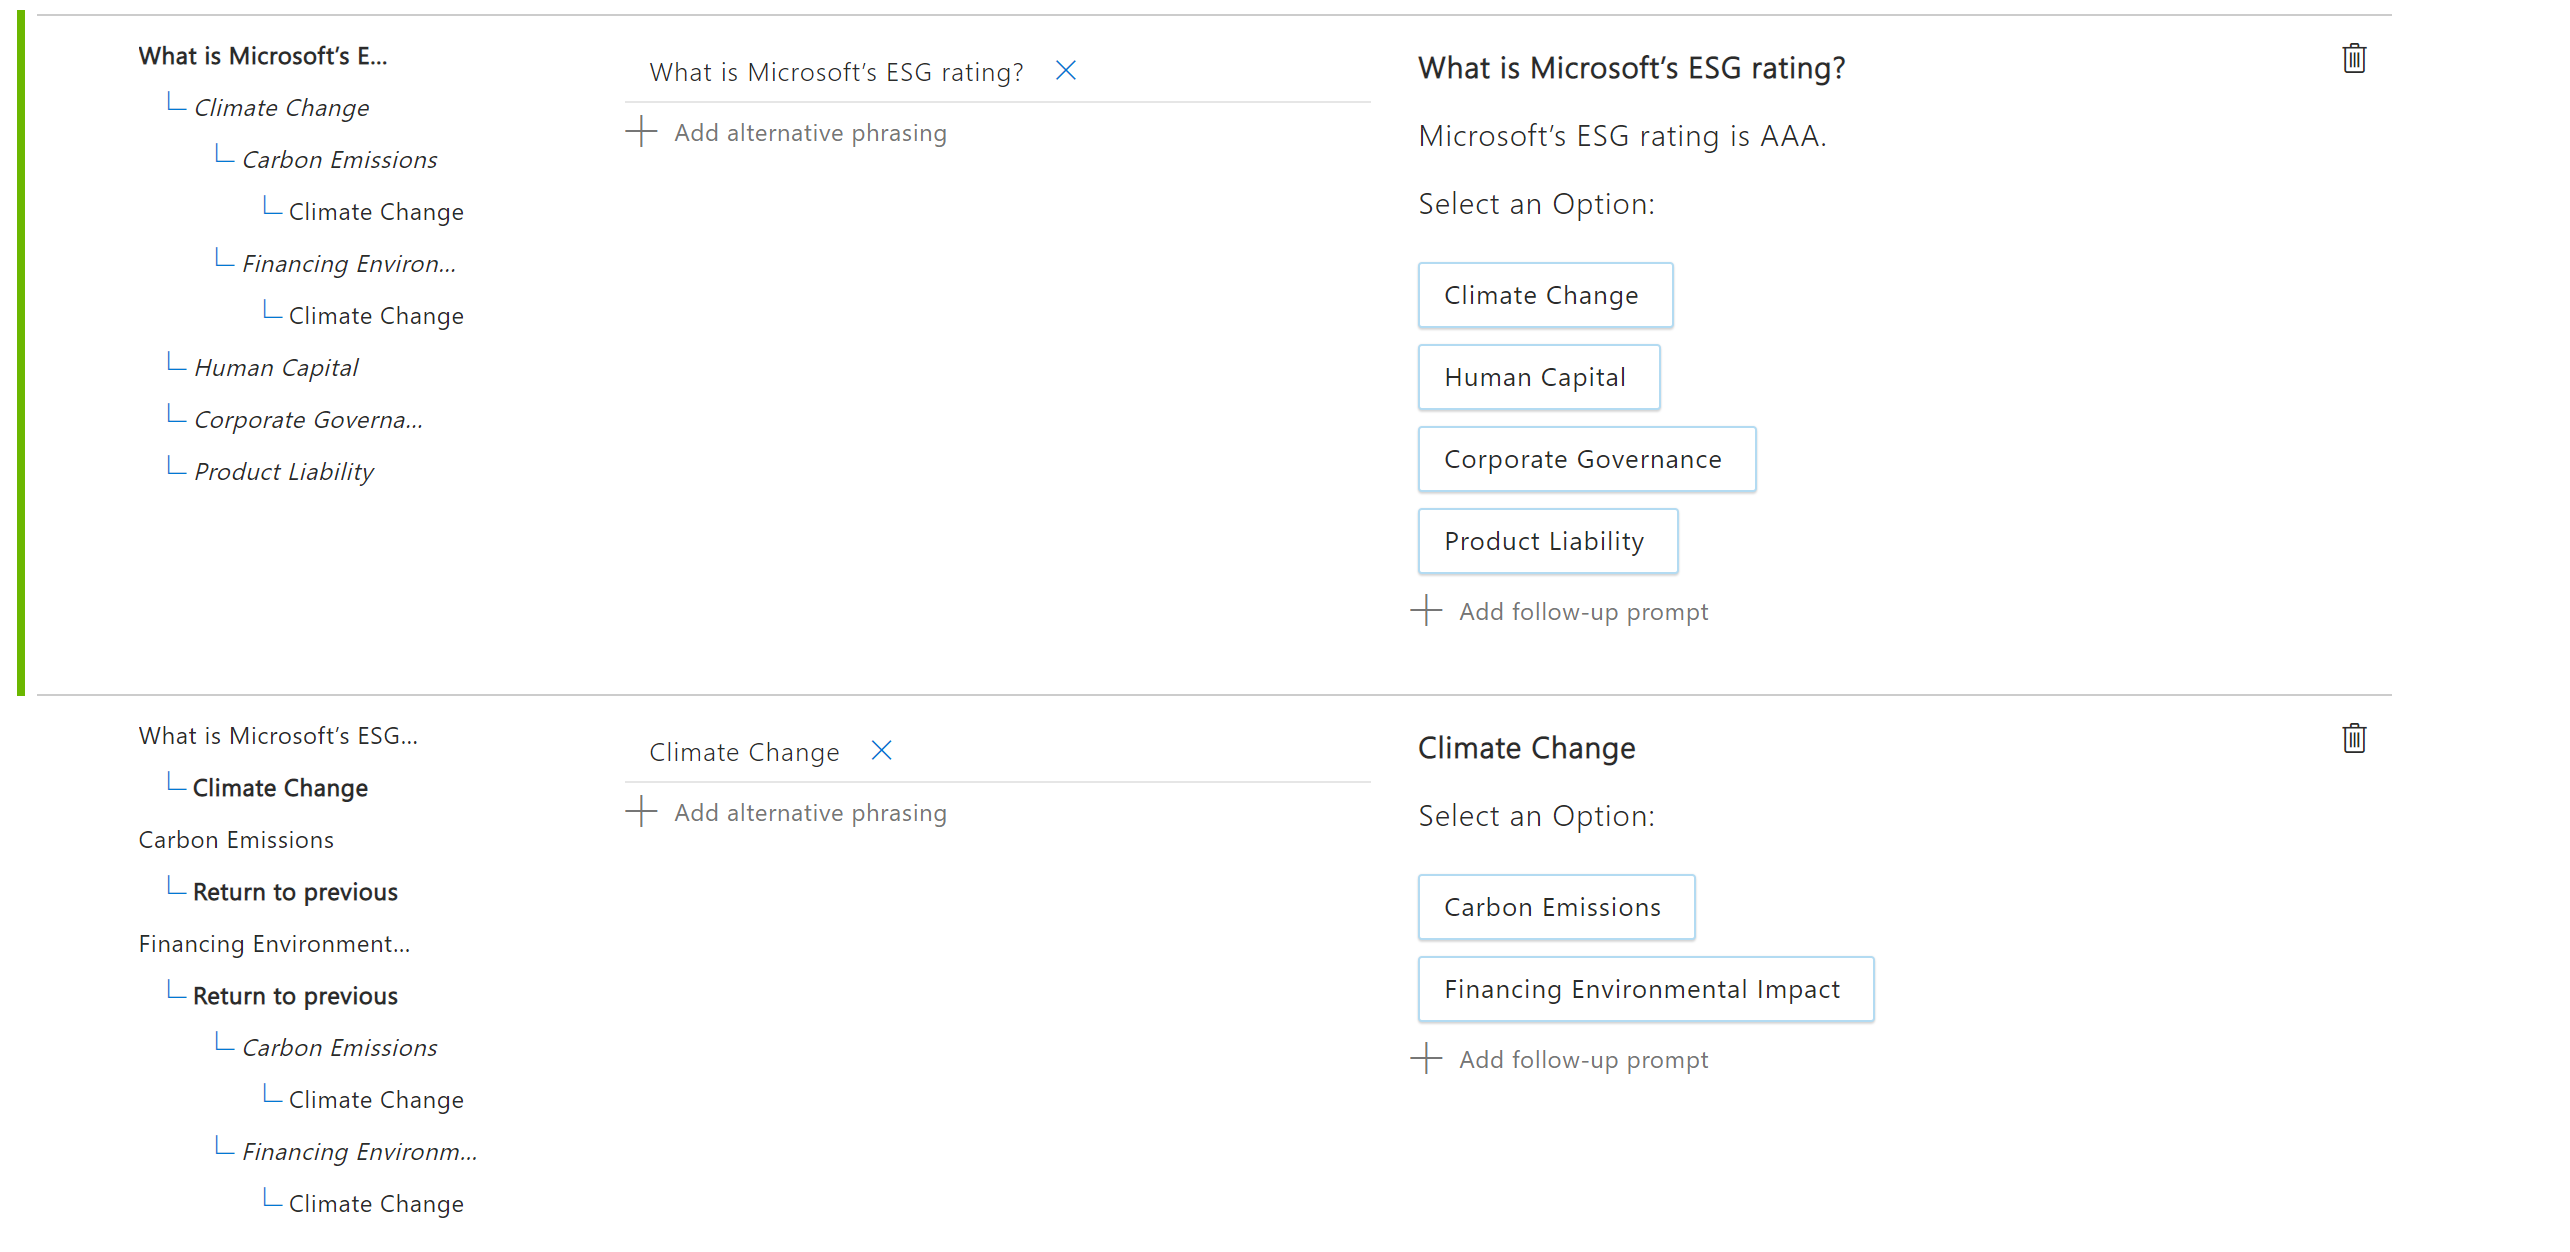 What is Microsoft’s E...
Climate Change
Carbon Emissions
Climate Change
Financing Environ...
Climate Change
Human Capital
Corporate Governa...
Product Liability
What is Microsoft’s ESG rating?
Add alternative phrasing
What is Microsoft’s ESG rating?
Microsoft’s ESG rating is AAA.
Select an Option:
Climate Change
Human Capital
Corporate Governance
Product Liability
Add follow-up prompt
What is Microsoft’s ESG...
Climate Change
Carbon Emissions
Return to previous
Financing Environment...
Return to previous
Carbon Emissions
Climate Change
Financing Environm...
Climate Change
Climate Change
Add alternative phrasing
Climate Change
Select an Option:
Carbon Emissions
Financing Environmental Impact
Add follow-up prompt